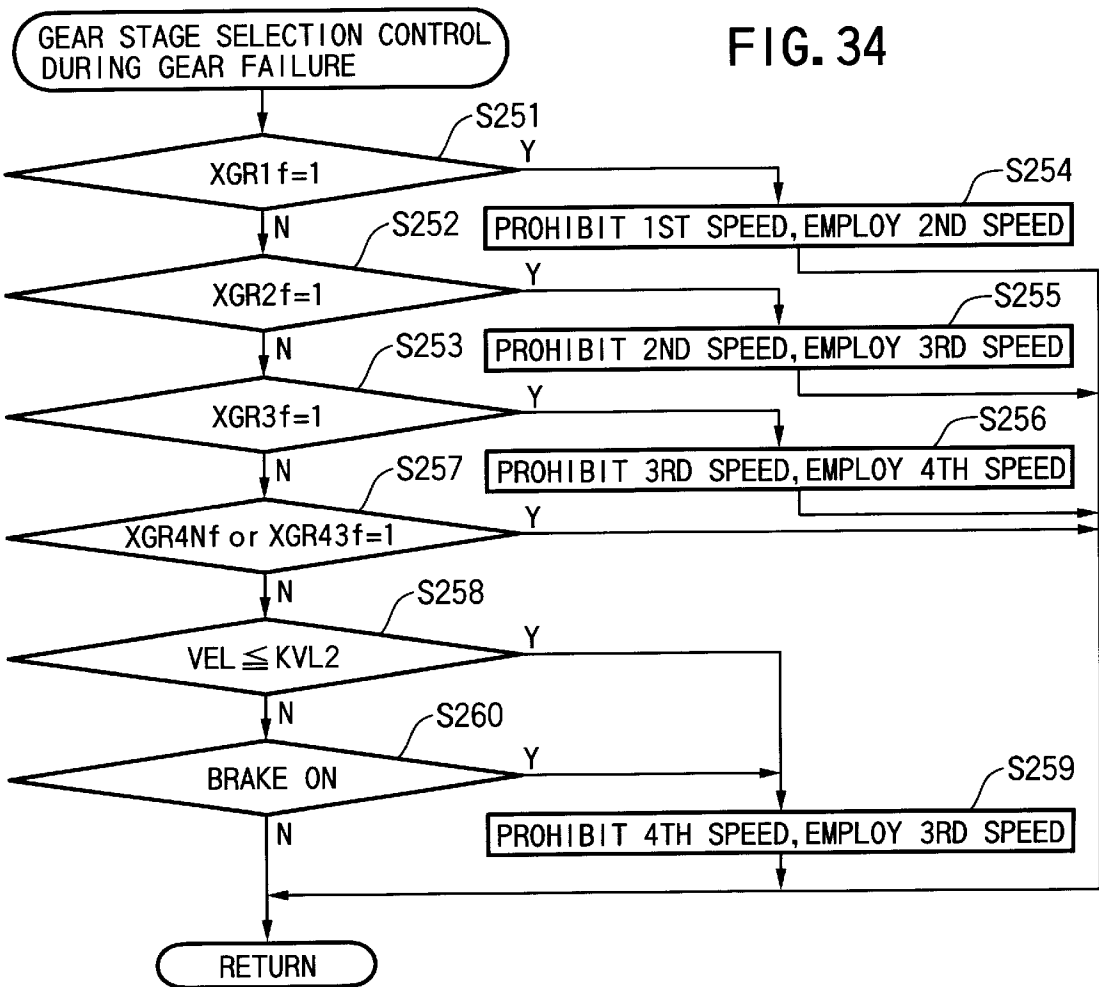 GEAR STAGE SELECTION CONTROL
DURING GEAR FAILURE
FIG. 34
S251
XGR1f=1
Y
N
S254
PROHIBIT 1ST SPEED, EMPLOY 2ND SPEED
S252
XGR2f=1
Y
N
S255
PROHIBIT 2ND SPEED, EMPLOY 3RD SPEED
S253
XGR3f=1
Y
N
S256
PROHIBIT 3RD SPEED, EMPLOY 4TH SPEED
S257
XGR4Nf or XGR43f=1
Y
N
S258
VEL ≦ KVL2
Y
N
S260
BRAKE ON
Y
N
S259
PROHIBIT 4TH SPEED, EMPLOY 3RD SPEED
RETURN